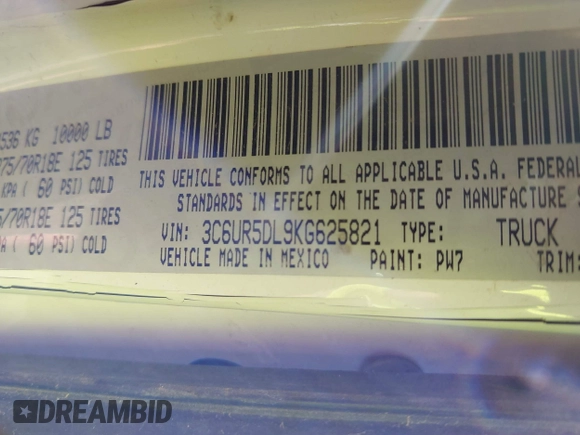 536 KG 10000 LB
75/70R18E 125 TIRES
KPA ( 60 PSI) COLD
5/70R18E 125 TIRES
PA ( 60 PSI) COLD
THIS VEHICLE CONFORMS TO ALL APPLICABLE U.S.A. FEDERAL
STANDARDS IN EFFECT ON THE DATE OF MANUFACTURE S
VIN: 3C6UR5DL9KG625821 TYPE: TRUCK
VEHICLE MADE IN MEXICO PAINT: PW7 TRIM:
DREAMBID